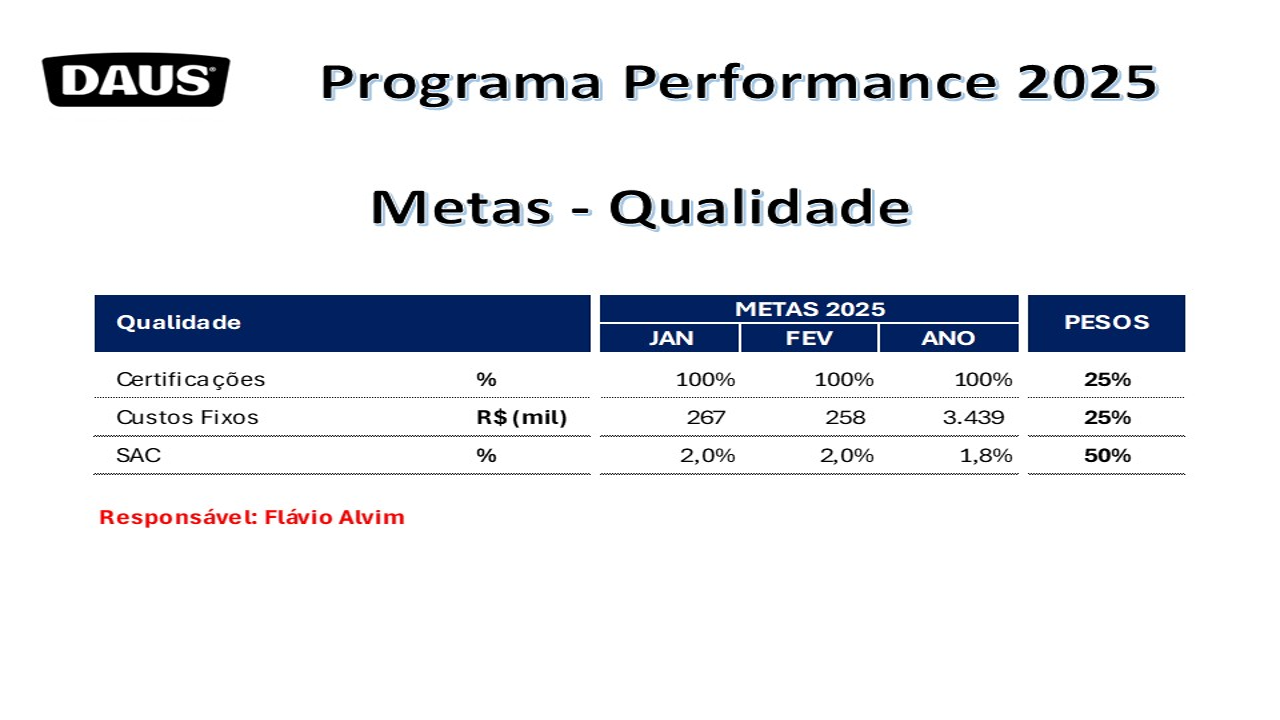 DAUS®
Programa Performance 2025
Metas - Qualidade
Qualidade METAS 2025 PESOS
JAN FEV ANO
Certificações % 100% 100% 100% 25%
Custos Fixos R$ (mil) 267 258 3.439 25%
SAC % 2,0% 2,0% 1,8% 50%
Responsável: Flávio Alvim